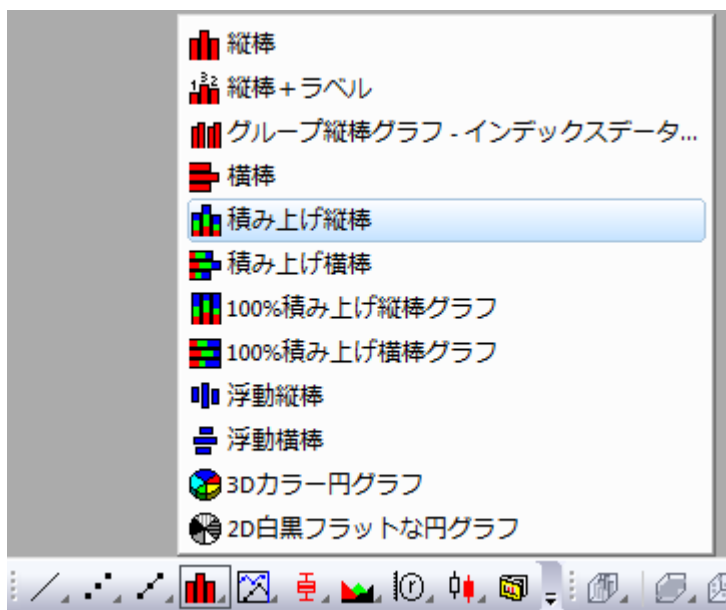 縦棒
縦棒+ラベル
グループ縦棒グラフ - インデックスデータ...
横棒
積み上げ縦棒
積み上げ横棒
100%積み上げ縦棒グラフ
100%積み上げ横棒グラフ
浮動縦棒
浮動横棒
3Dカラー円グラフ
2D白黒フラットな円グラフ